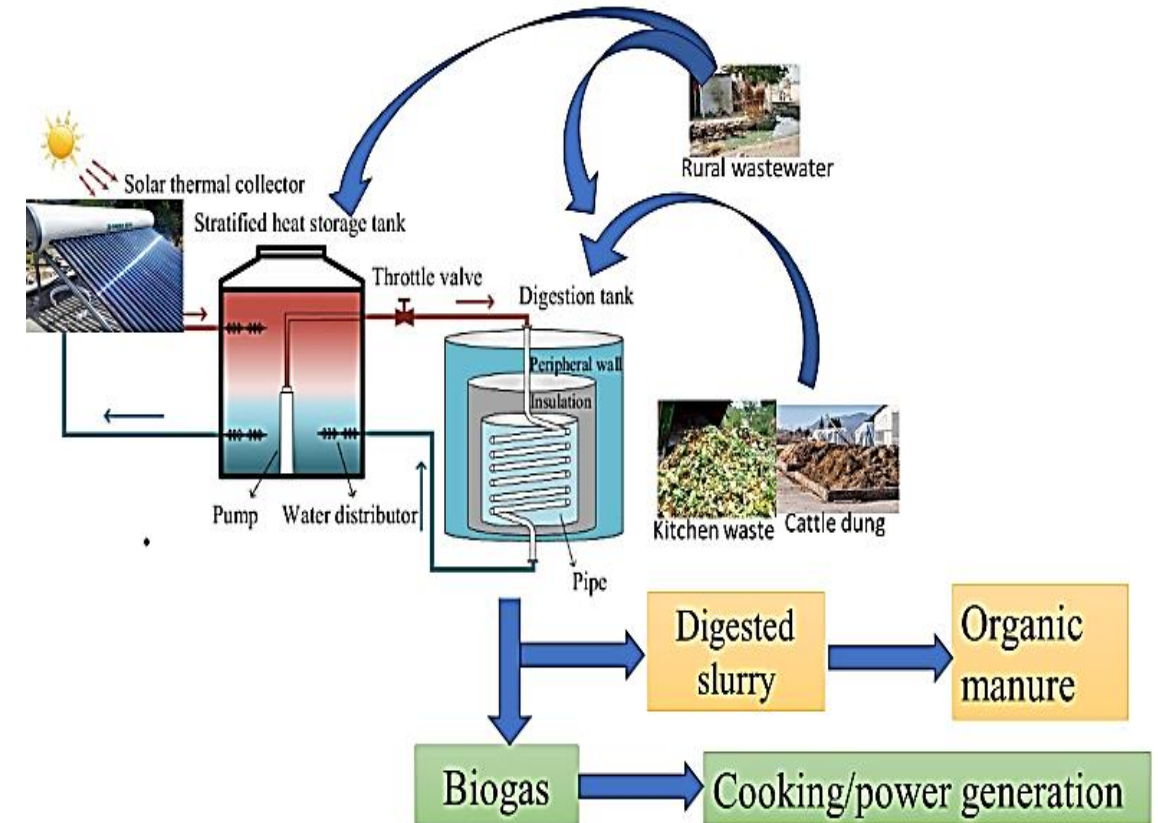 Rural wastewater
Solar thermal collector
Stratified heat storage tank
Throttle valve
Digestion tank
Peripheral wall
Insulation
Pump
Water distributor
Pipe
Kitchen waste
Cattle dung
Digested
slurry
Organic
manure
Biogas
Cooking/power generation